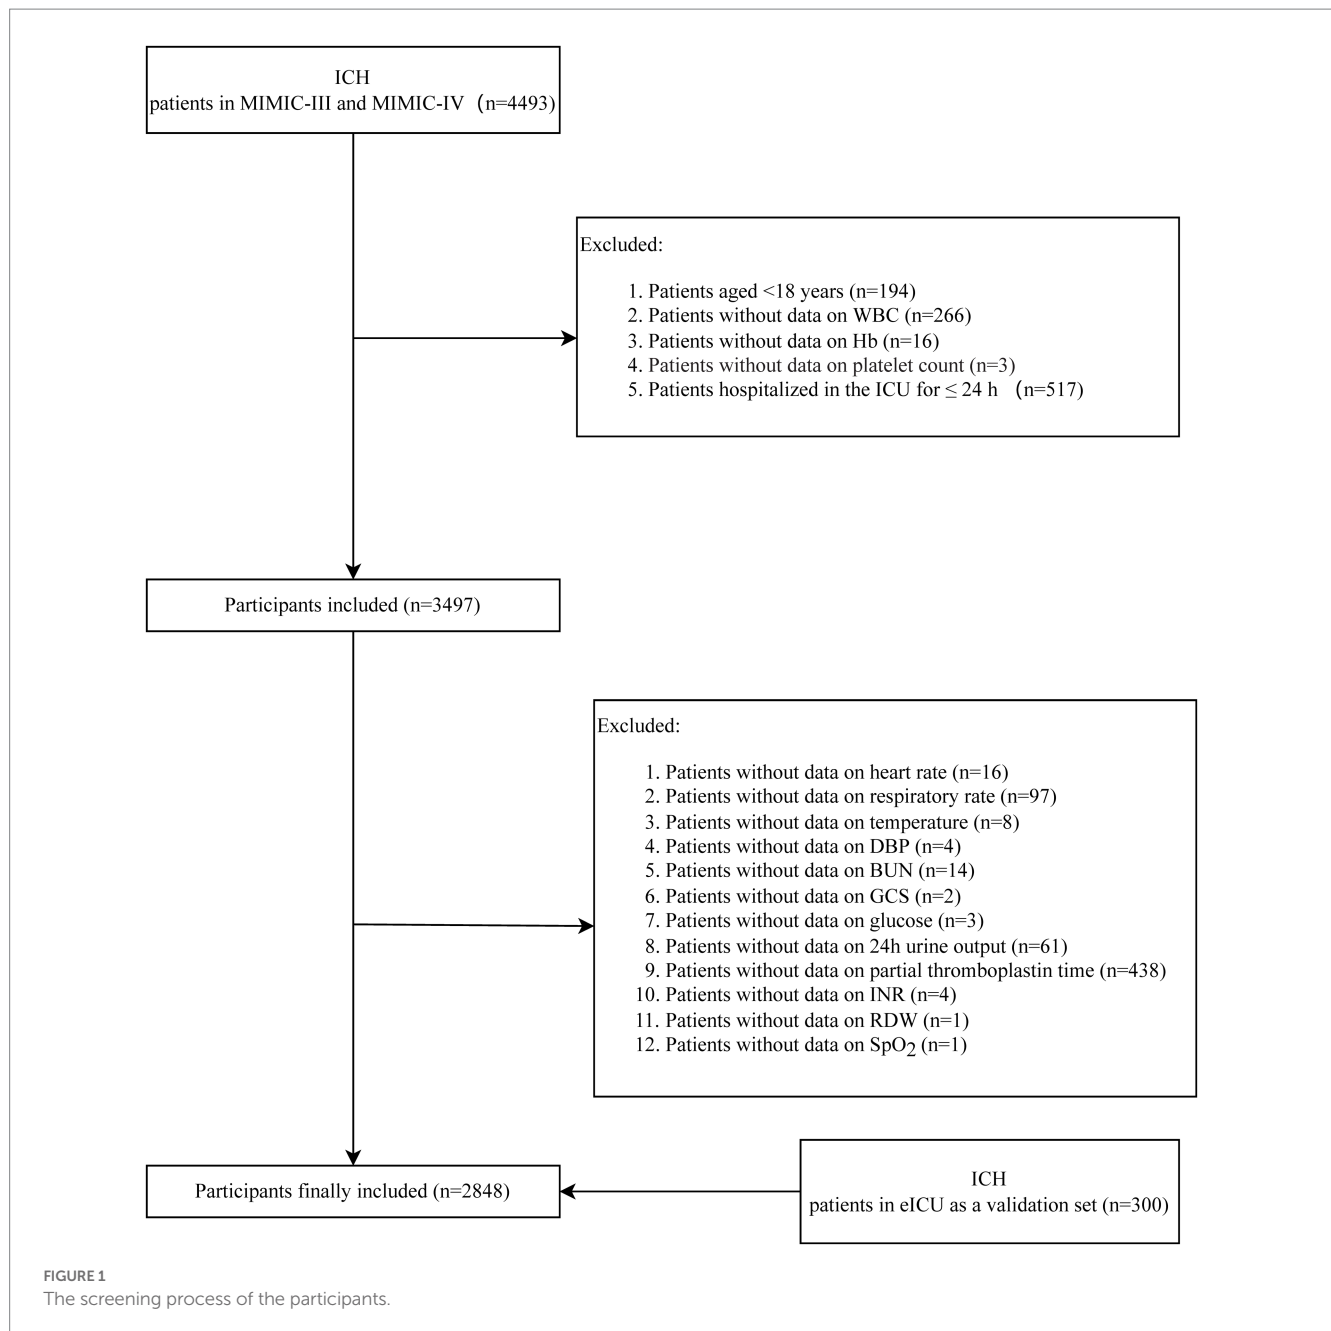 ICH
patients in MIMIC-III and MIMIC-IV（n=4493)
Excluded:
1. Patients aged <18 years (n=194)
2. Patients without data on WBC (n=266)
3. Patients without data on Hb (n=16)
4. Patients without data on platelet count (n=3)
5. Patients hospitalized in the ICU for ≤ 24 h （n=517)
Participants included (n=3497)
Excluded:
1. Patients without data on heart rate (n=16)
2. Patients without data on respiratory rate (n=97)
3. Patients without data on temperature (n=8)
4. Patients without data on DBP (n=4)
5. Patients without data on BUN (n=14)
6. Patients without data on GCS (n=2)
7. Patients without data on glucose (n=3)
8. Patients without data on 24h urine output (n=61)
9. Patients without data on partial thromboplastin time (n=438)
10. Patients without data on INR (n=4)
11. Patients without data on RDW (n=1)
12. Patients without data on SpO2 (n=1)
Participants finally included (n=2848)
ICH
patients in eICU as a validation set (n=300)
FIGURE 1
The screening process of the participants.